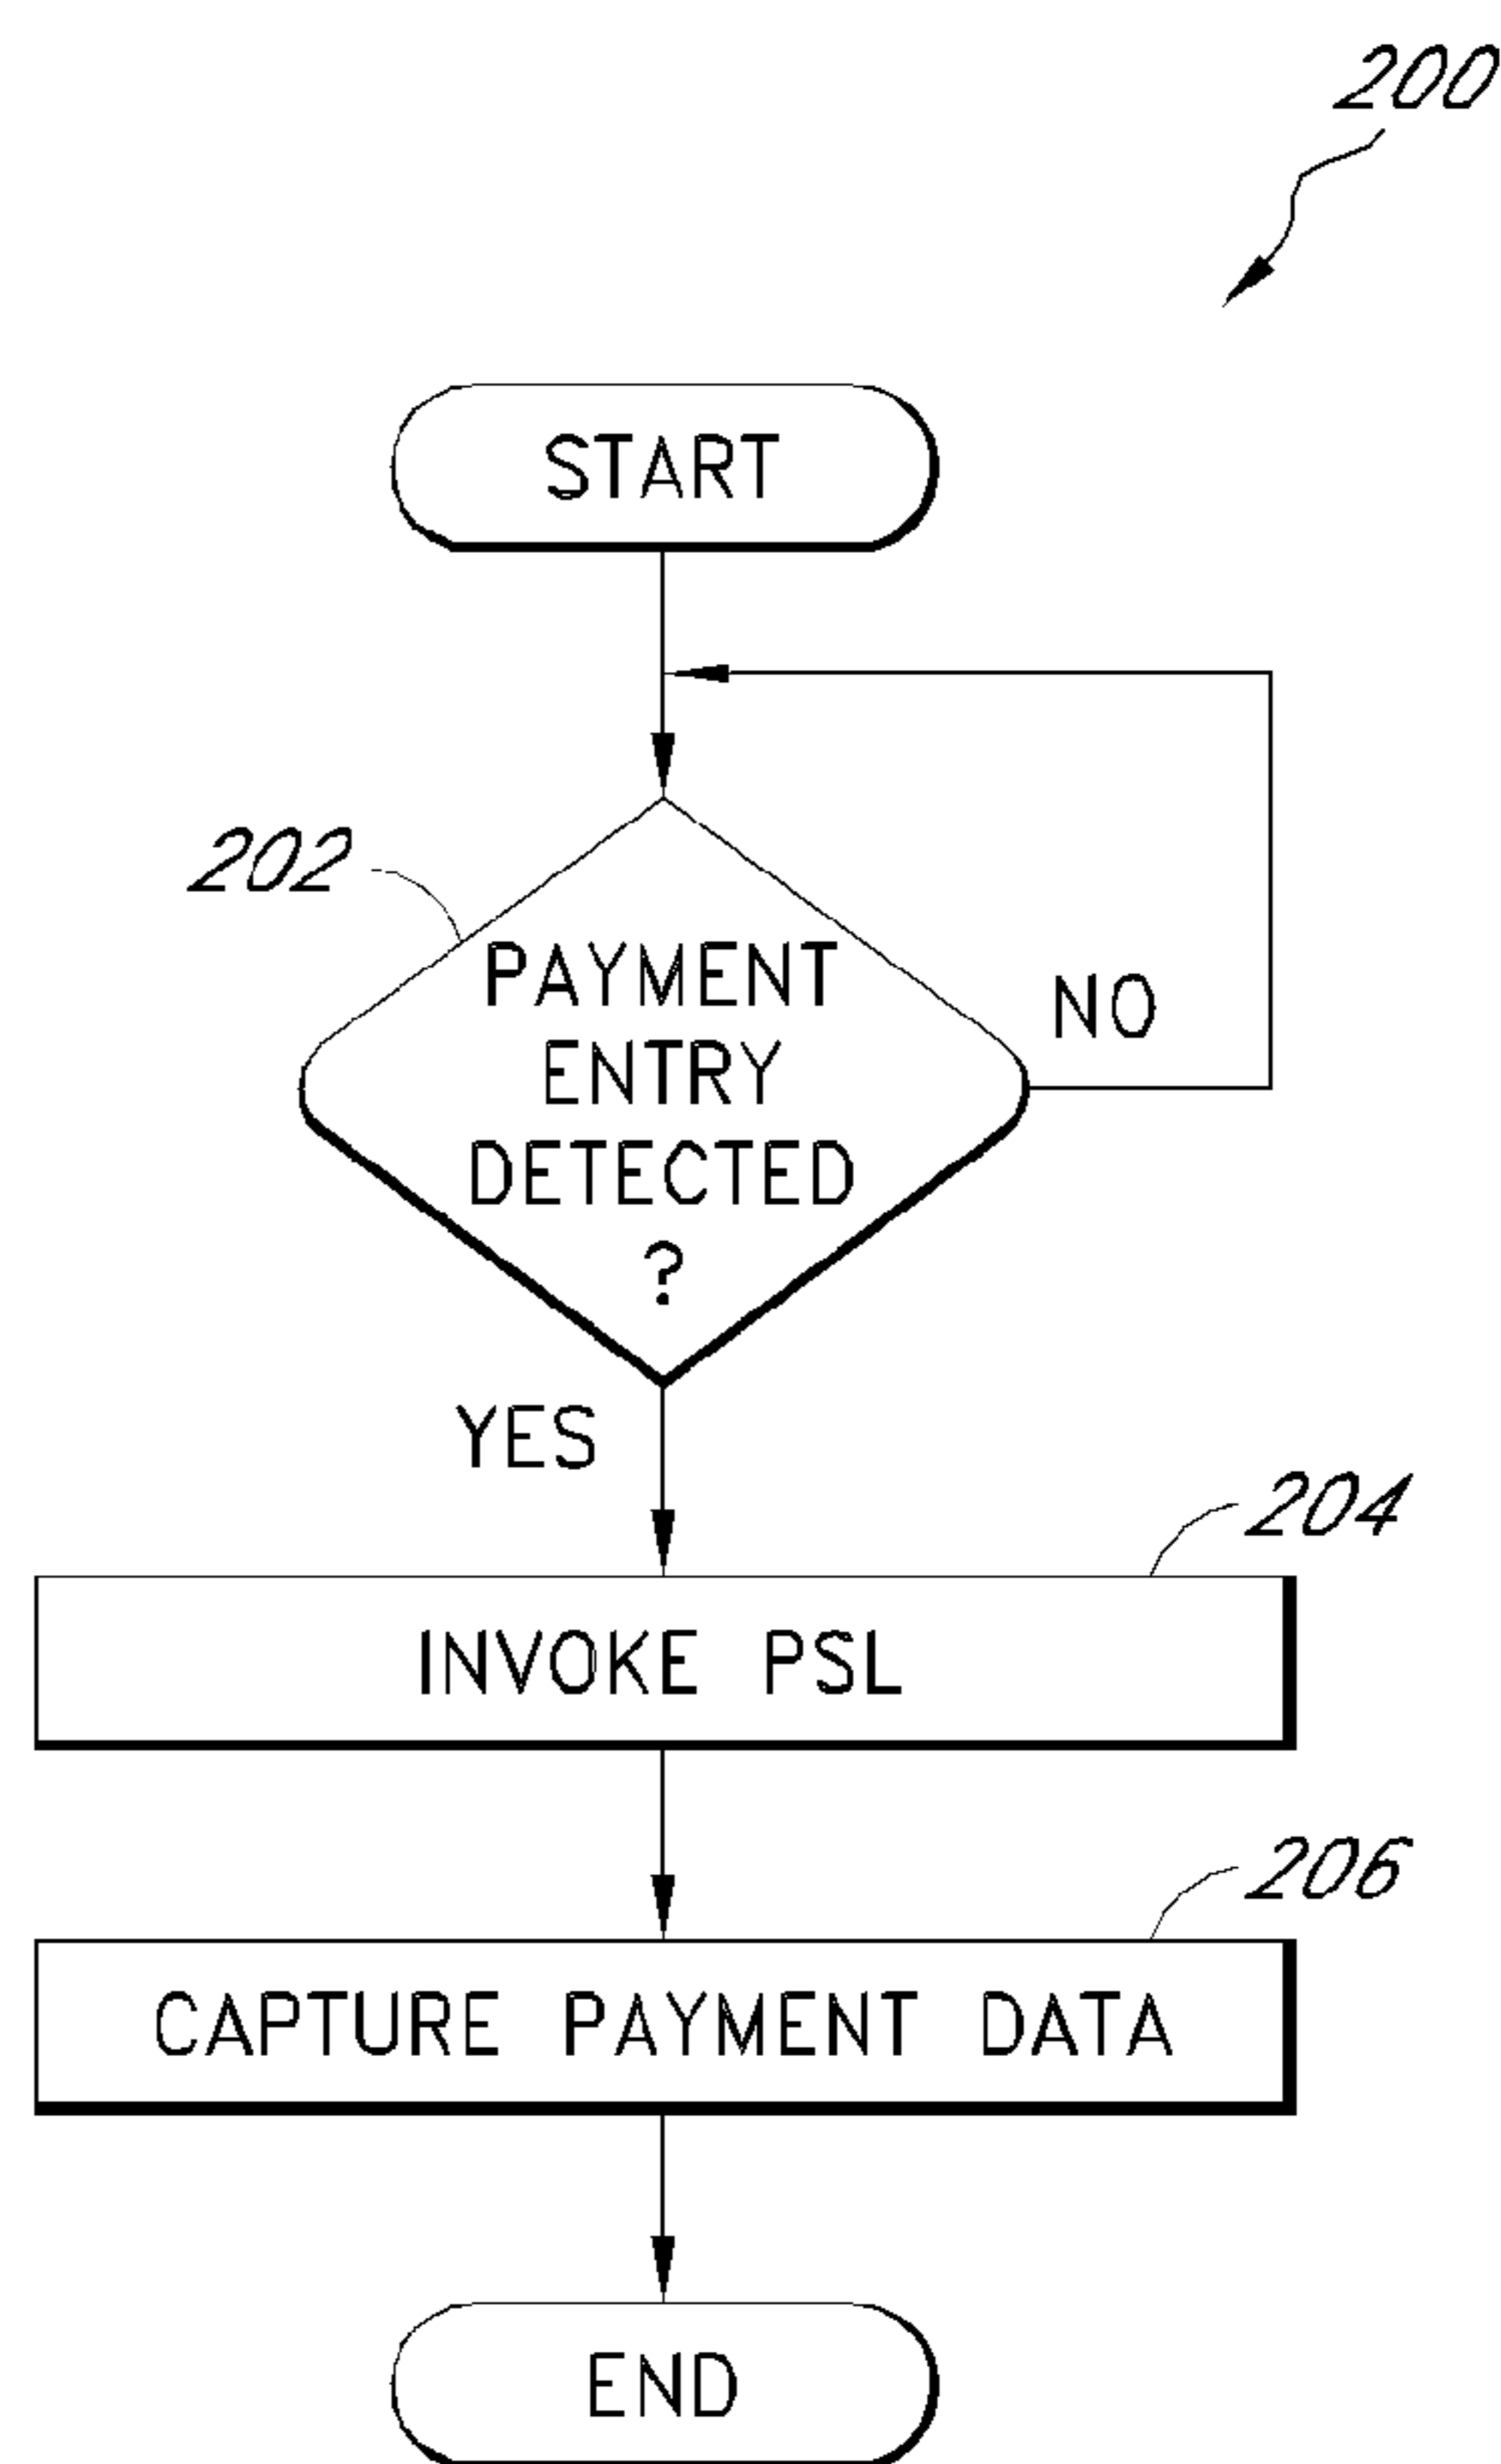 200
START
202
PAYMENT
ENTRY
DETECTED
?
NO
YES
204
INVOKE PSL
206
CAPTURE PAYMENT DATA
END